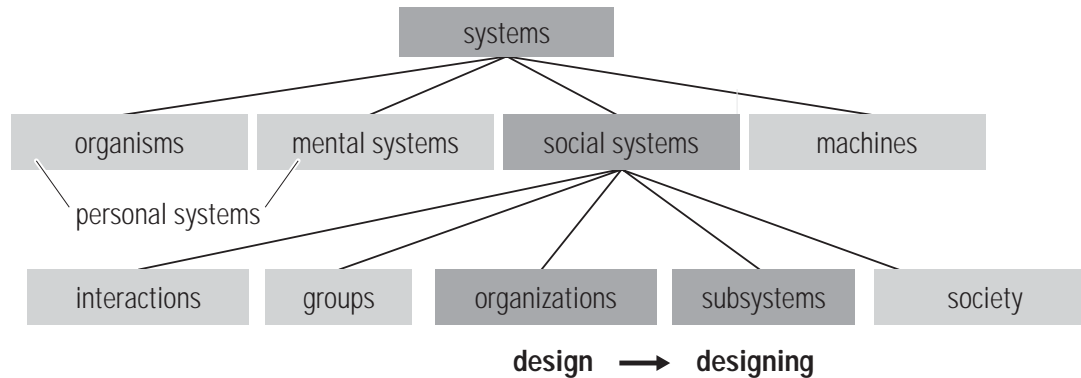 systems
organisms mental systems social systems machines
personal systems
interactions groups organizations subsystems society
design → designing